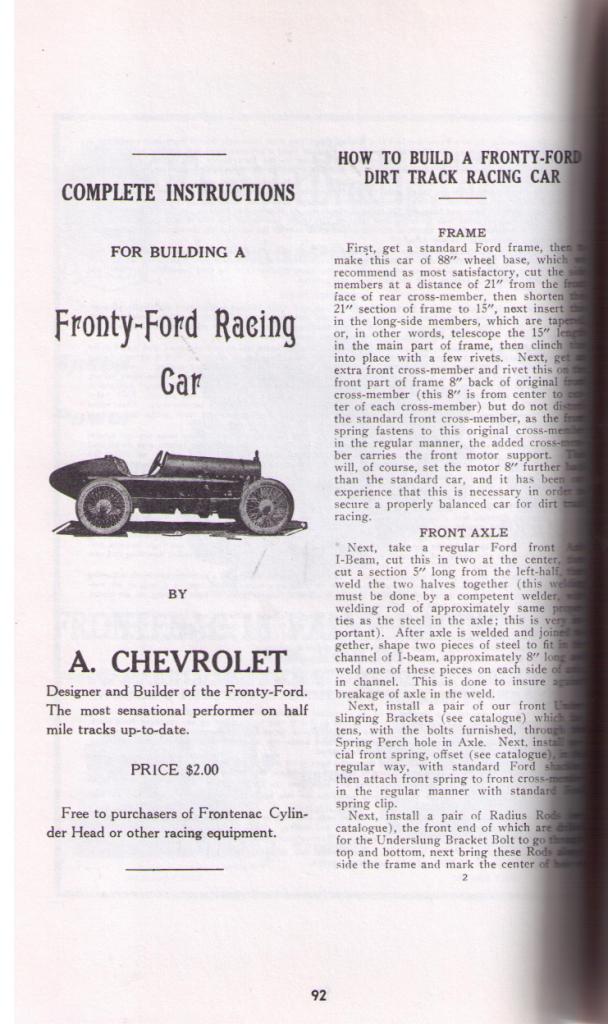 COMPLETE INSTRUCTIONS
FOR BUILDING A
Fronty-Ford Racing
Car
BY
A. CHEVROLET
Designer and Builder of the Fronty-Ford.
The most sensational performer on half
mile tracks up-to-date.
PRICE $2.00
Free to purchasers of Frontenac Cylin-
der Head or other racing equipment.
HOW TO BUILD A FRONTY-FORD
DIRT TRACK RACING CAR
FRAME
First, get a standard Ford frame, then
make this car of 88" wheel base, which
recommend as most satisfactory, cut the
members at a distance of 21" from the
face of rear cross-member, then shorten
21" section of frame to 15", next insert
in the long-side members, which are
or, in other words, telescope the 15"
in the main part of frame, then clinch
into place with a few rivets. Next, get
extra front cross-member and rivet this on
front part of frame 8" back of original
cross-member (this 8" is from center to
ter of each cross-member) but do not
the standard front cross-member, as the
spring fastens to this original
in the regular manner, the added
ber carries the front motor support.
will, of course, set the motor 8" further
than the standard car, and it has been
experience that this is necessary in order
secure a properly balanced car for dirt
racing.
FRONT AXLE
Next, take a regular Ford front
I-Beam, cut this in two at the center,
cut a section 5" long from the left-half,
weld the two halves together (this
must be done by a competent welder,
welding rod of approximately same
ties as the steel in the axle; this is very
portant). After axle is welded and
gether, shape two pieces of steel to fit in
channel of I-beam, approximately 8" long
weld one of these pieces on each side of
in channel. This is done to insure
breakage of axle in the weld.
Next, install a pair of our front
slinging Brackets (see catalogue)
tens, with the bolts furnished, through
Spring Perch hole in Axle. Next,
cial front spring, offset (see catalogue),
regular way, with standard Ford
then attach front spring to front
in the regular manner with standard
spring clip.
Next, install a pair of Radius Rods
catalogue), the front end of which are
for the Underslung Bracket Bolt to go
top and bottom, next bring these Rods
side the frame and mark the center of
2
92